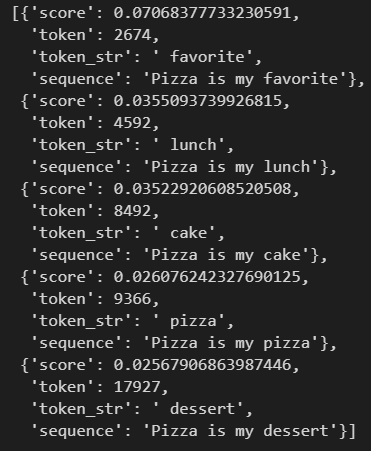 [{'score': 0.07068377733230591,
'token': 2674,
'token_str': ' favorite',
'sequence': 'Pizza is my favorite'},
{'score': 0.0355093739926815,
'token': 4592,
'token_str': ' lunch',
'sequence': 'Pizza is my lunch'},
{'score': 0.03522920608520508,
'token': 8492,
'token_str': ' cake',
'sequence': 'Pizza is my cake'},
{'score': 0.026076242327690125,
'token': 9366,
'token_str': ' pizza',
'sequence': 'Pizza is my pizza'},
{'score': 0.02567906863987446,
'token': 17927,
'token_str': ' dessert',
'sequence': 'Pizza is my dessert'}]